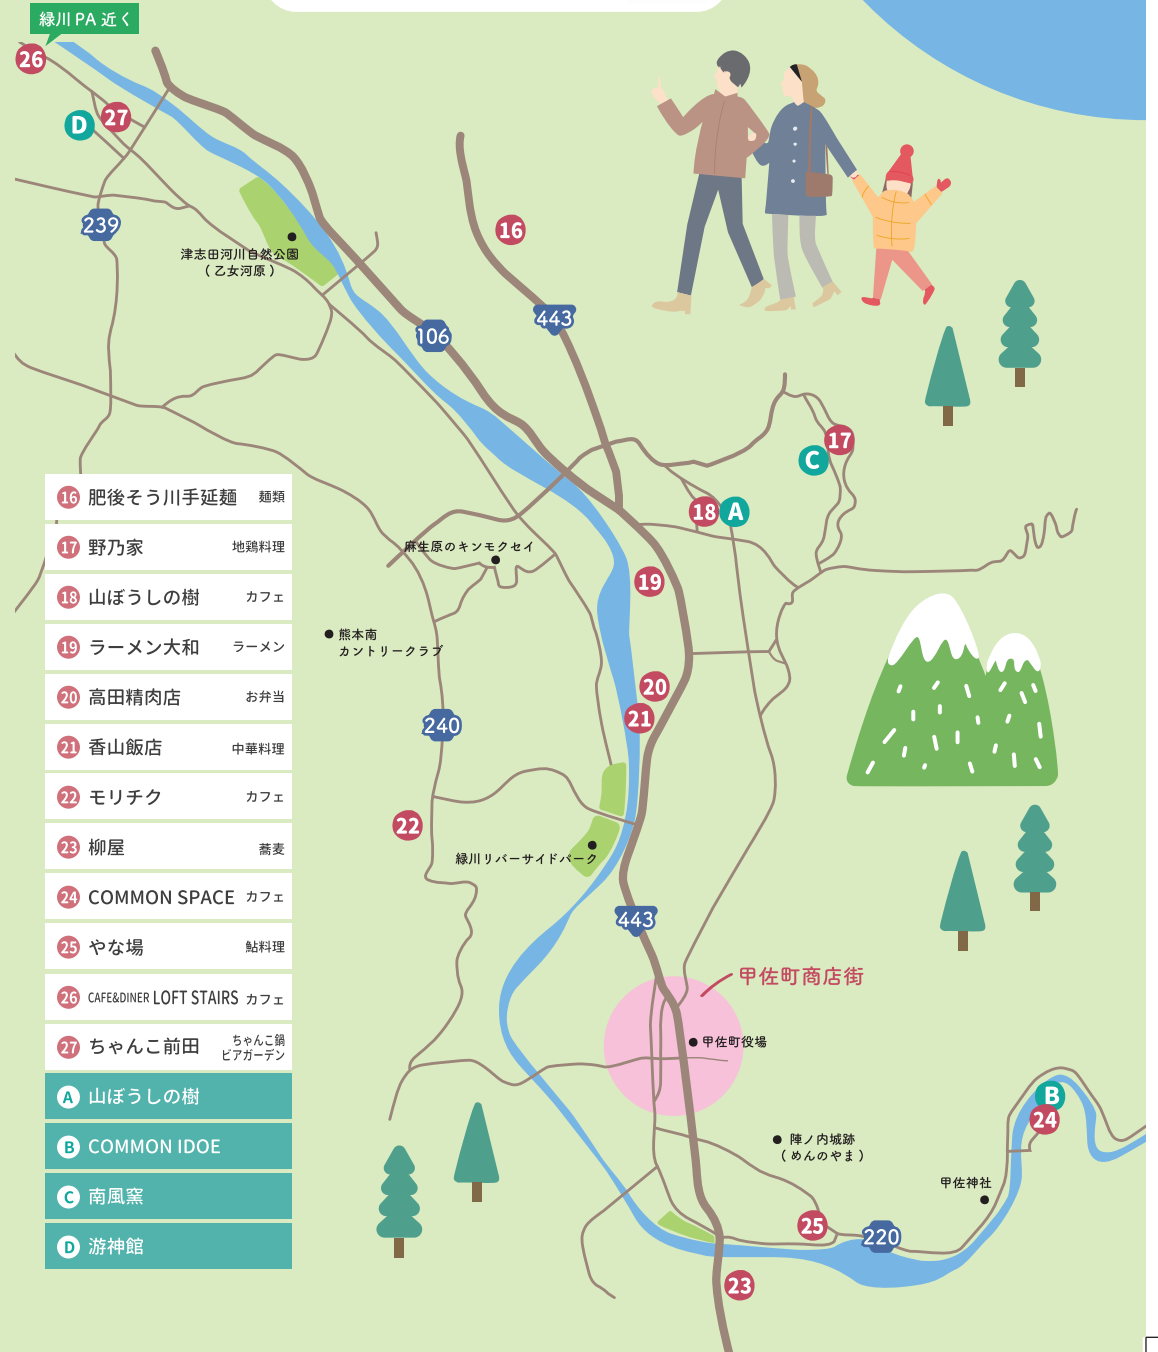 緑川 PA 近く
26
27
D
239
津志田河川自然公園
( 乙女河原 )
16
106
443
17
C
18
A
16 肥後そう川手延麺 麺類
17 野乃家 地鶏料理
18 山ぼうしの樹 カフェ
19 ラーメン大和 ラーメン
20 高田精肉店 お弁当
21 香山飯店 中華料理
22 モリチク カフェ
23 柳屋 蕎麦
24 COMMON SPACE カフェ
25 やな場 鮎料理
26 CAFE&DINER LOFT STAIRS カフェ
27 ちゃんこ前田 ちゃんこ鍋
ビアガーデン
A 山ぼうしの樹
B COMMON IDOE
C 南風窯
D 游神館
麻生原のキンモクセイ
19
熊本南
カントリークラブ
20
21
240
22
緑川リバーサイドパーク
443
甲佐町商店街
甲佐町役場
B
24
陣ノ内城跡
( めんのやま )
甲佐神社
25
220
23